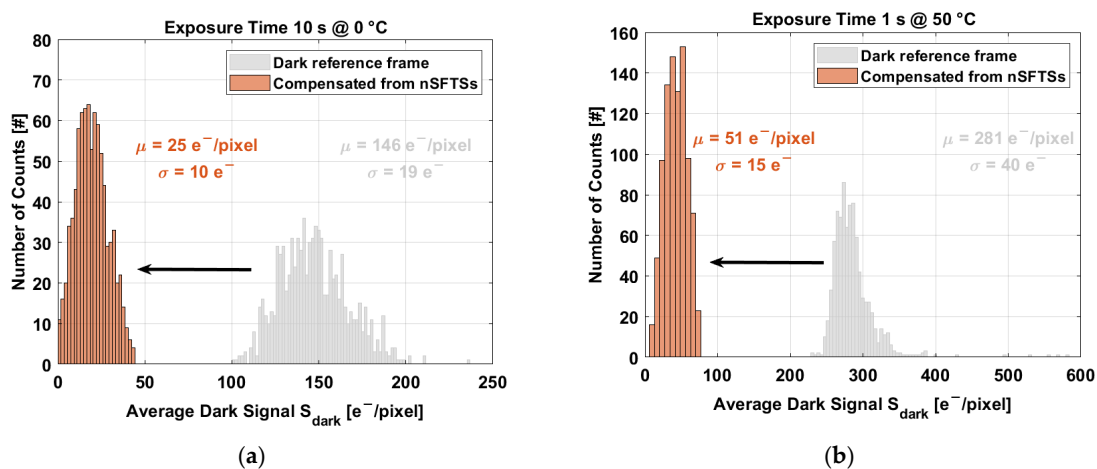 Exposure Time 10 s @ 0 °C
80
70
60
50
40
30
20
10
0
Number of Counts [#]
Dark reference frame
Compensated from nSFTSs
μ = 25 e⁻/pixel
σ = 10 e⁻
μ = 146 e⁻/pixel
σ = 19 e⁻
0 50 100 150 200 250
Average Dark Signal S_dark [e⁻/pixel]
(a)
Exposure Time 1 s @ 50 °C
160
140
120
100
80
60
40
20
0
Number of Counts [#]
Dark reference frame
Compensated from nSFTSs
μ = 51 e⁻/pixel
σ = 15 e⁻
μ = 281 e⁻/pixel
σ = 40 e⁻
0 100 200 300 400 500 600
Average Dark Signal S_dark [e⁻/pixel]
(b)